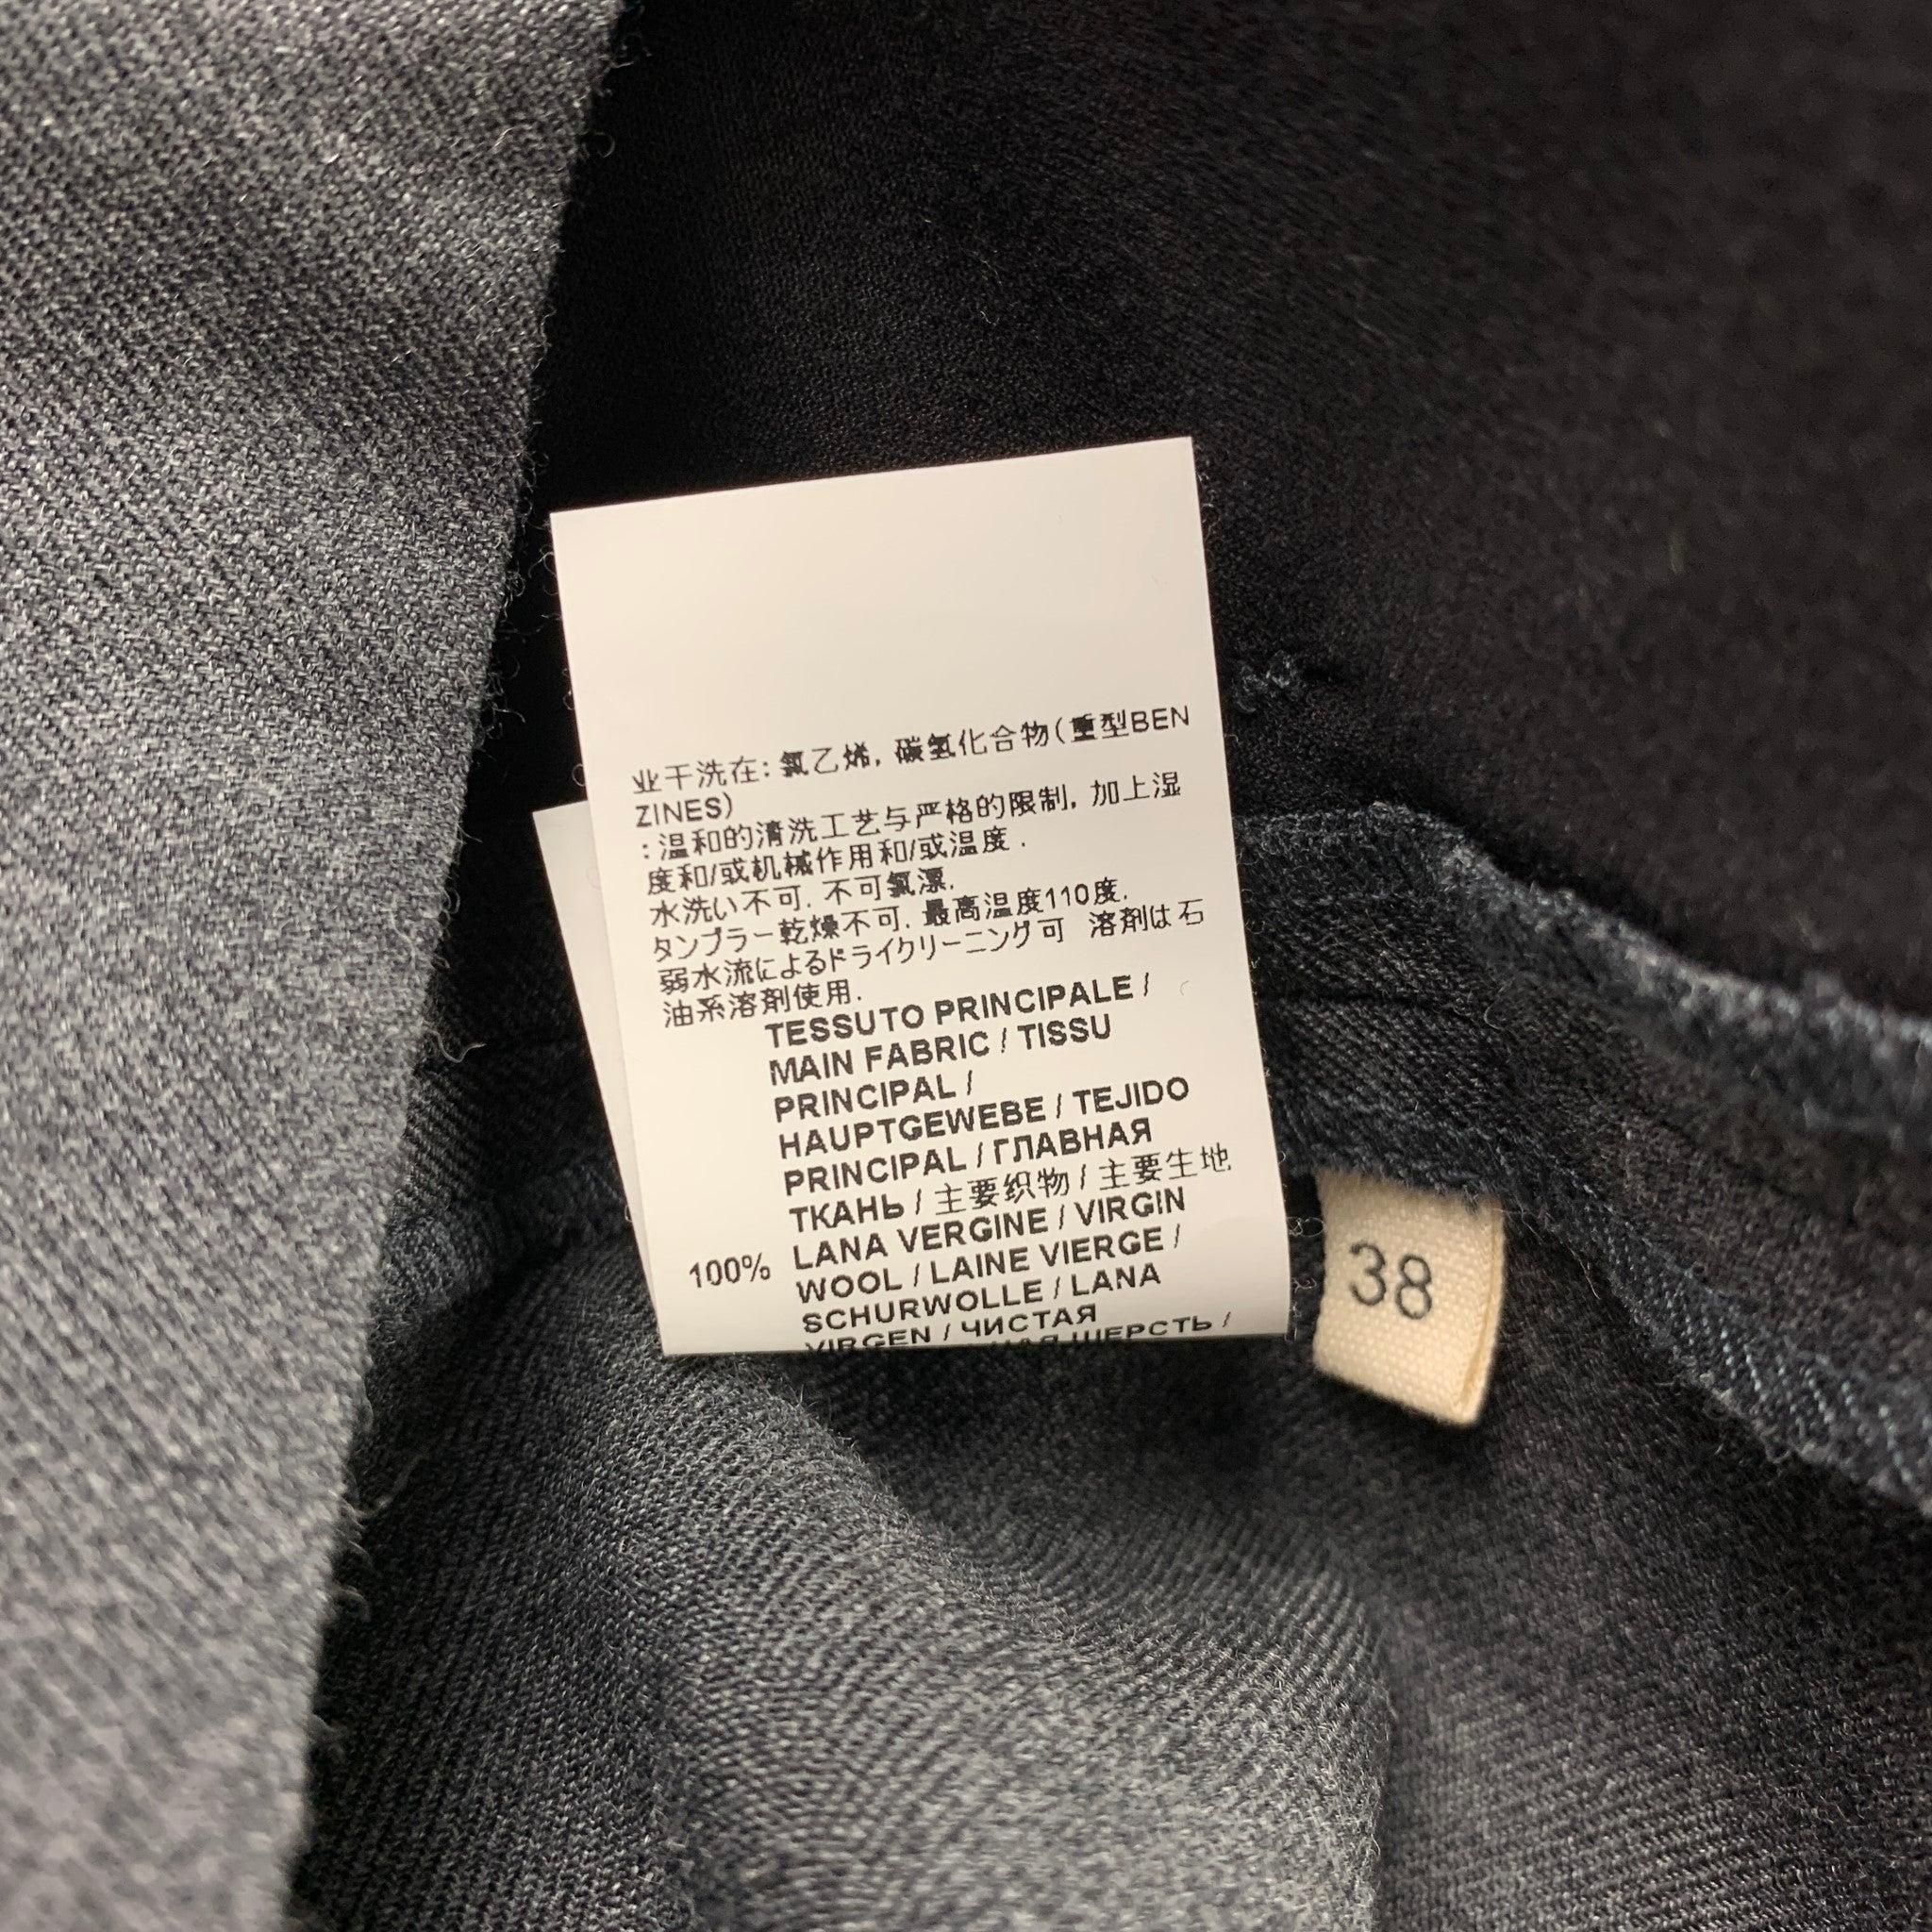 业干洗在: 氯乙烯, 碳氢化合物(重型BEN
ZINES)
: 温和的清洗工艺与严格的限制, 加上湿
度和/或机械作用和/或温度 .
水洗い不可. 不可氯漂.
タンブラー乾燥不可. 最高温度110度.
弱水流によるドライクリーニング可 溶剤は石
油系溶剤使用.
TESSUTO PRINCIPALE /
MAIN FABRIC / TISSU
PRINCIPAL /
HAUPTGEWEBE / TEJIDO
PRINCIPAL / ГЛАВНАЯ
ТКАНЬ / 主要织物 / 主要生地
100% LANA VERGINE / VIRGIN
WOOL / LAINE VIERGE /
SCHURWOLLE / LANA
VIRGEN / ЧИСТАЯ
ШЕРСТЬ /
38